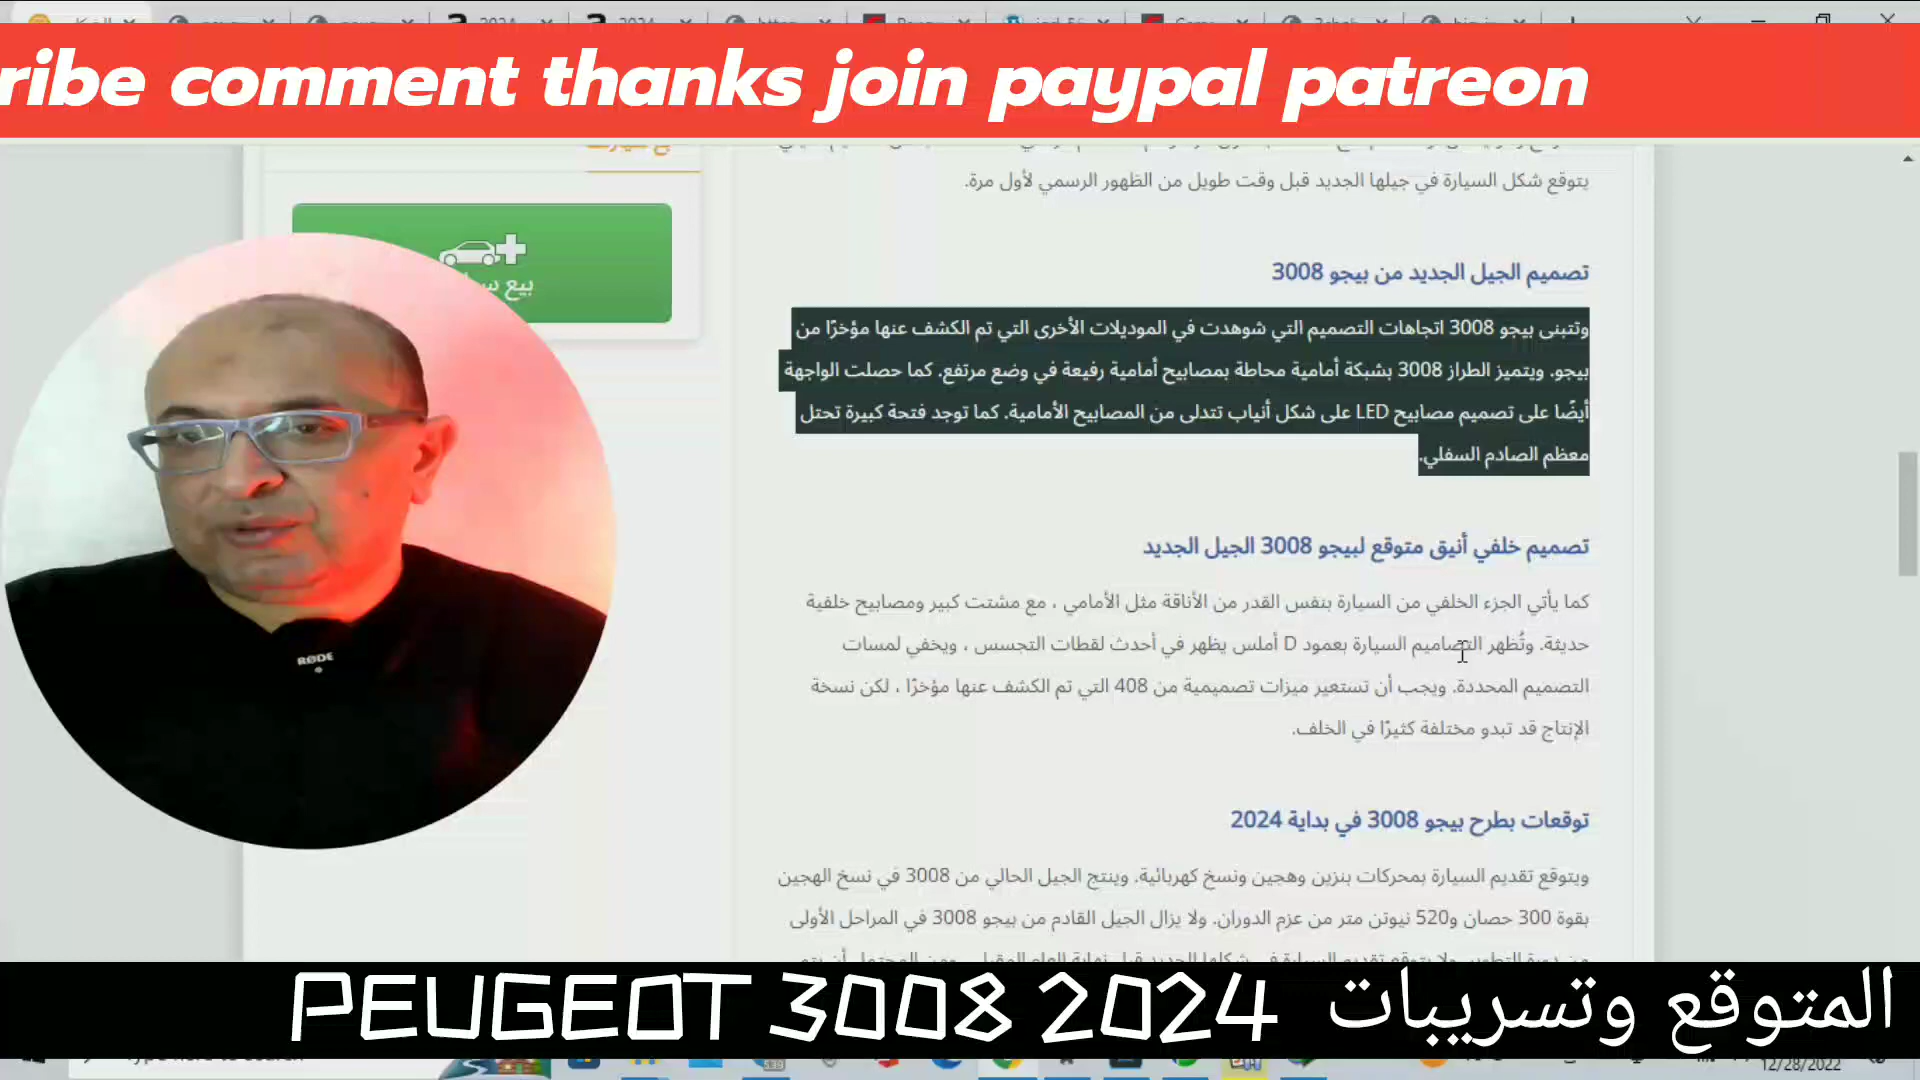 ribe comment thanks join paypal patreon
يتوقع شكل السيارة في جيلها الجديد قبل وقت طويل من الظهور الرسمي لأول مرة.
بيع
تصميم الجيل الجديد من بيجو 3008
وتتبنى بيجو 3008 اتجاهات التصميم التي شوهدت في الموديلات الأخرى التي تم الكشف عنها مؤخرًا من
بيجو. ويتميز الطراز 3008 بشبكة أمامية محاطة بمصابيح أمامية رفيعة في وضع مرتفع. كما حصلت الواجهة
أيضًا على تصميم مصابيح LED على شكل أنياب تتدلى من المصابيح الأمامية. كما توجد فتحة كبيرة تحتل
معظم الصادم السفلي.
تصميم خلفي أنيق متوقع لبيجو 3008 الجيل الجديد
كما يأتي الجزء الخلفي من السيارة بنفس القدر من الأناقة مثل الأمامي ، مع مشتت كبير ومصابيح خلفية
حديثة. وتُظهر التصاميم السيارة بعمود D أملس يظهر في أحدث لقطات التجسس ، ويخفي لمسات
التصميم المحددة. ويجب أن تستعير ميزات تصميمية من 408 التي تم الكشف عنها مؤخرًا ، لكن نسخة
الإنتاج قد تبدو مختلفة كثيرًا في الخلف.
RØDE
توقعات بطرح بيجو 3008 في بداية 2024
ويتوقع تقديم السيارة بمحركات بنزين وهجين ونسخ كهربائية. وينتج الجيل الحالي من 3008 في نسخ الهجين
بقوة 300 حصان و520 نيوتن متر من عزم الدوران. ولا يزال الجيل القادم من بيجو 3008 في المراحل الأولى
المتوقع وتسريبات PEUGEOT 3008 2024
12/28/2022